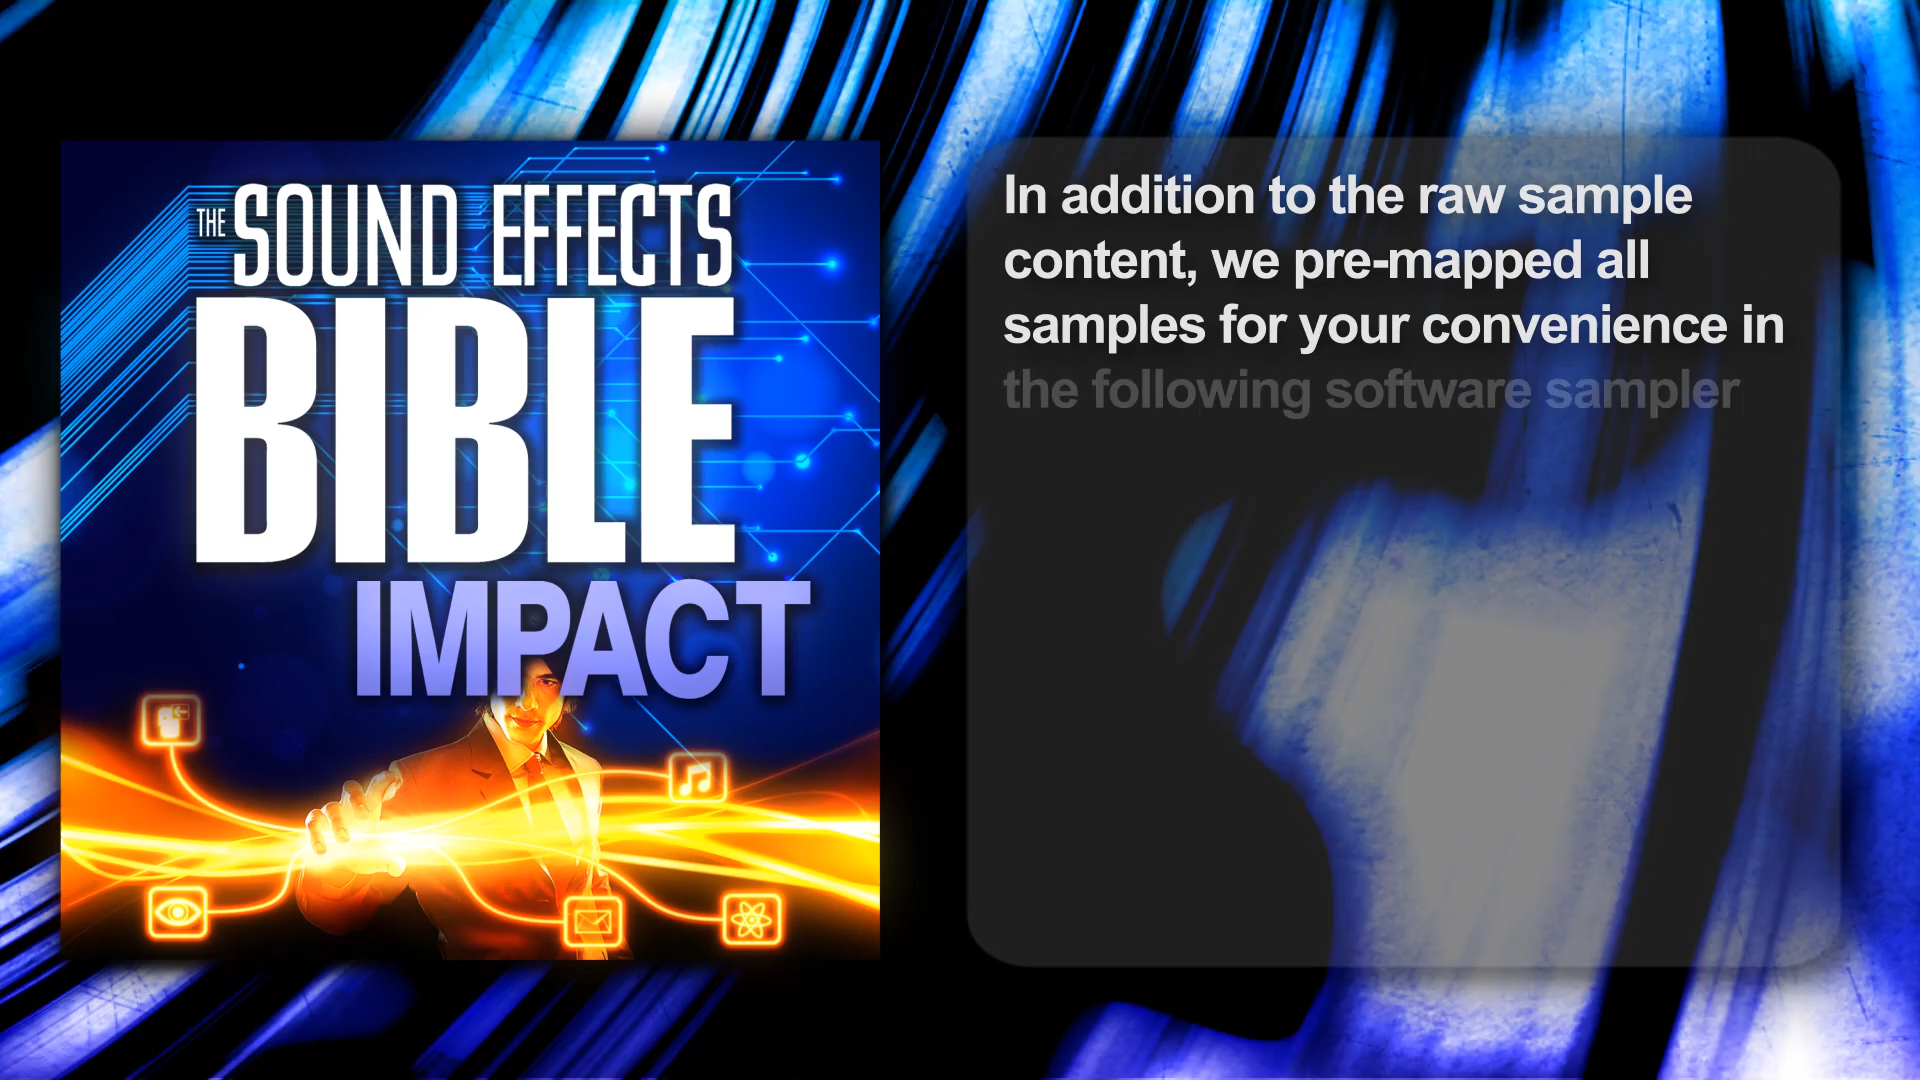 THE SOUND EFFECTS
BIBLE
IMPACT
In addition to the raw sample
content, we pre-mapped all
samples for your convenience in
the following software sampler